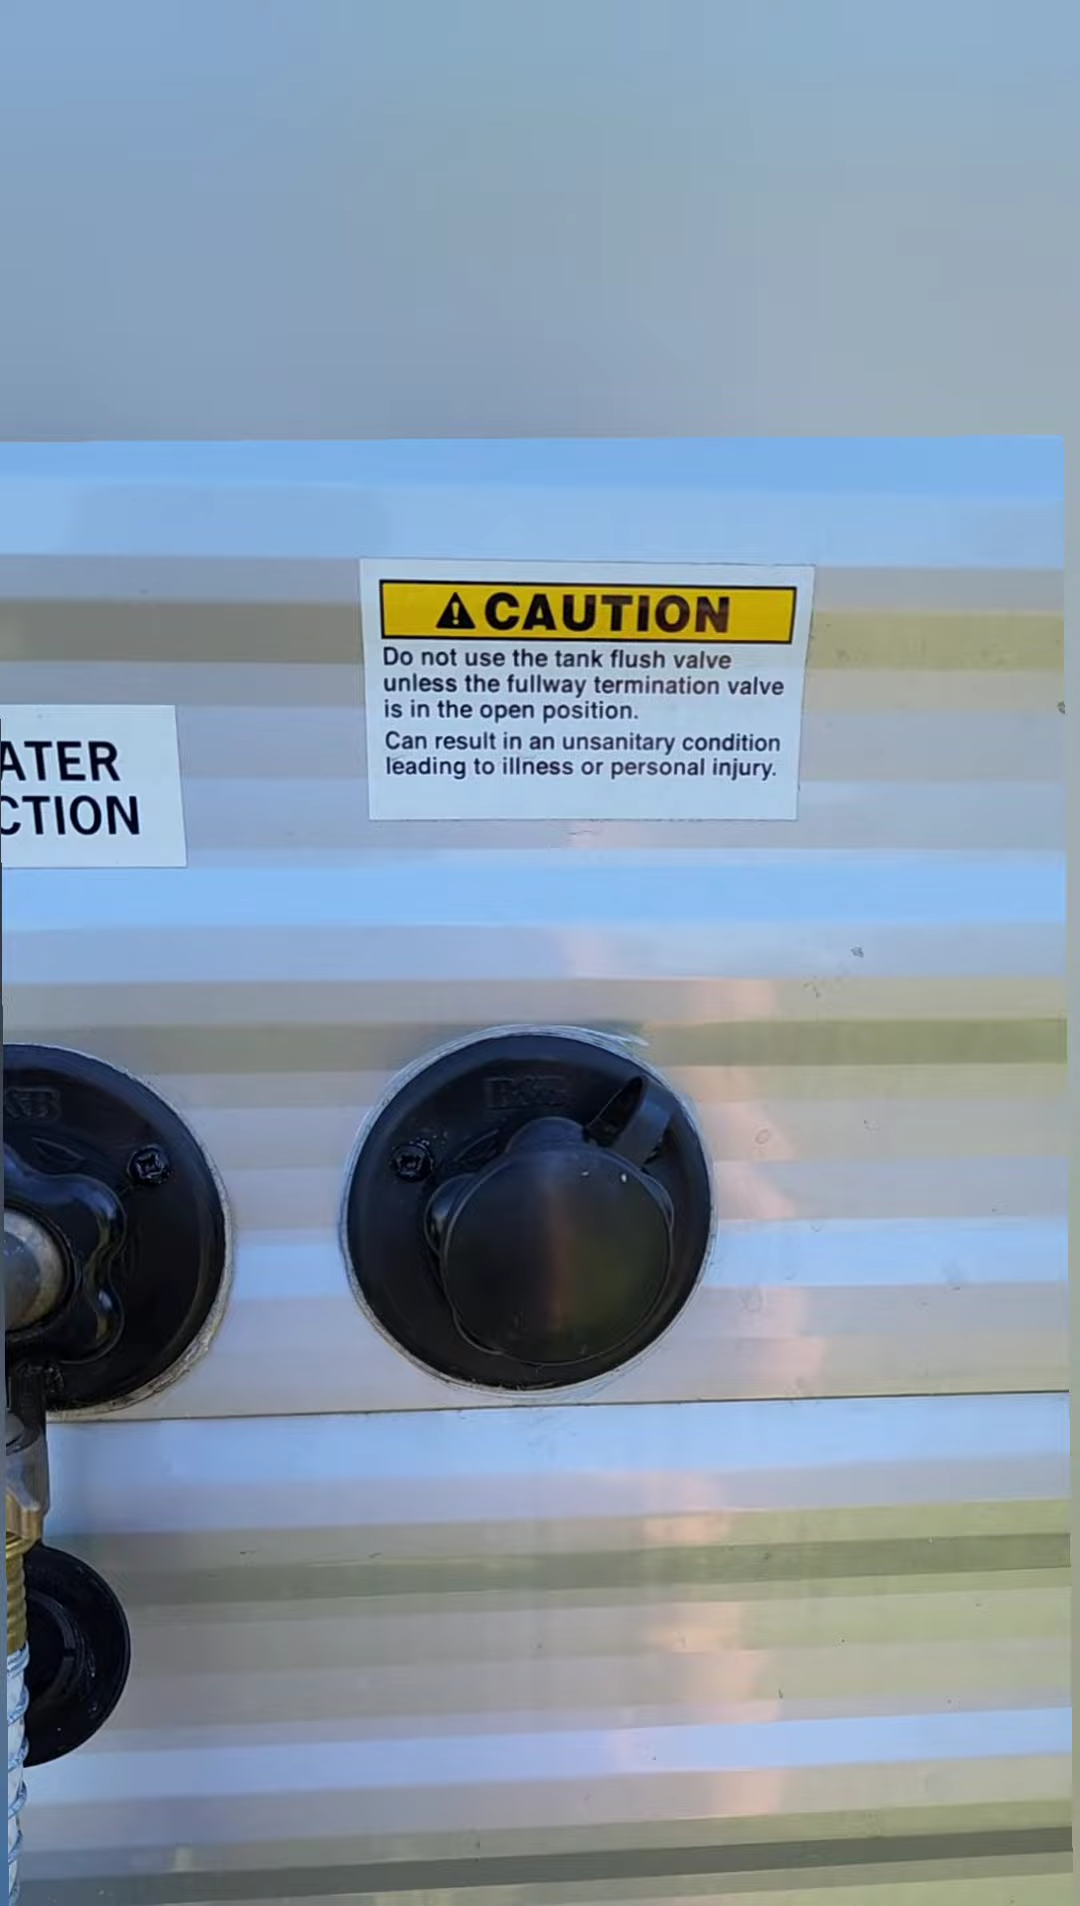 CAUTION
Do not use the tank flush valve
unless the fullway termination valve
is in the open position.
Can result in an unsanitary condition
leading to illness or personal injury.
ATER
CTION